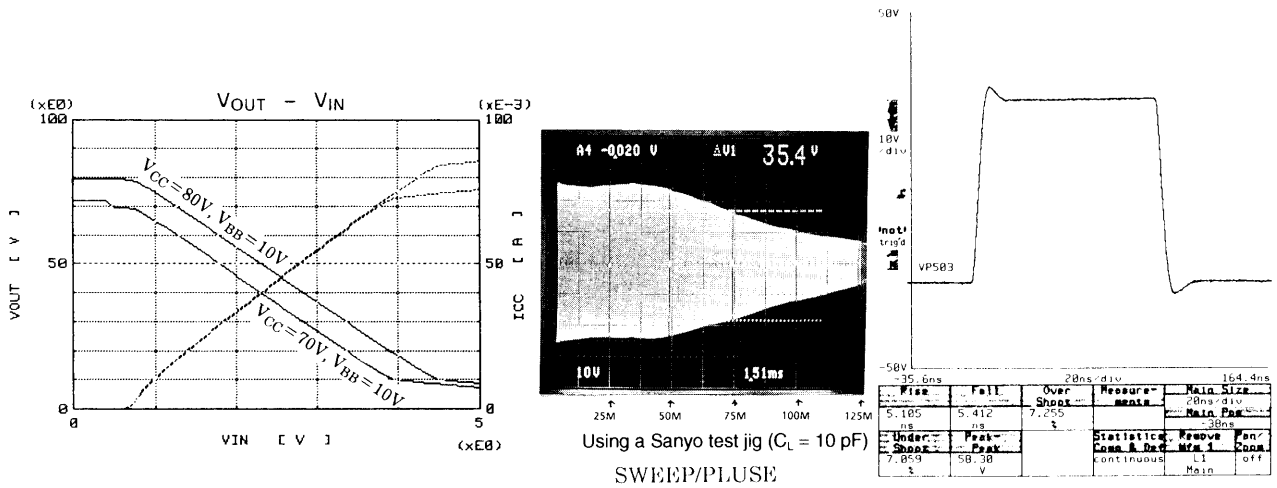 VOUT – VIN
(xE0)
(xE-3)
100
100
VCC=80V, VBB=10V
VCC=70V, VBB=10V
50
50
0
0
VOUT [ V ]
ICC [ A ]
0
5
VIN [ V ]
(xE0)
A4 -0.020 V ΔV1 35.4 V
10V 1.51ms
25M 50M 75M 100M 125M
Using a Sanyo test jig (CL = 10 pF)
SWEEP/PLUSE
50V
10V
/div
trig'd
VP503
-50V
-35.6ns 20ns/div 164.4ns
Rise Fall Over Shoot Measure-ments Main Size 20ns/div
Main Pos -38ns
5.105 ns 5.412 ns 7.255 %
Under Shoot Peak-Peak Statistics Comp & Def Remove Wfm 1 Pan/Zoom
7.059 % 58.30 V continuous L1 Main off